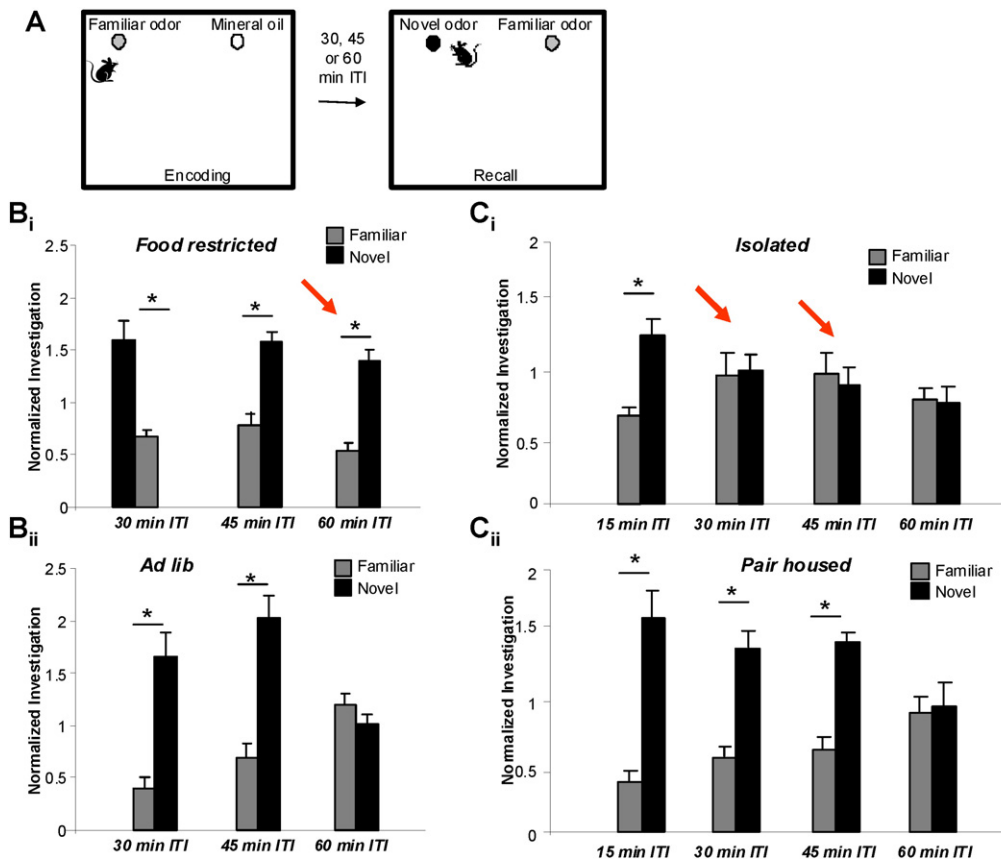 A
Familiar odor Mineral oil
Encoding
30, 45
or 60
min ITI
Novel odor Familiar odor
Recall
Bi
Food restricted
Familiar
Novel
Normalized Investigation
2.5
2
1.5
1
0.5
0
*
*
*
30 min ITI 45 min ITI 60 min ITI
Ci
Isolated
Familiar
Novel
Normalized Investigation
2
1.5
1
0.5
0
*
15 min ITI 30 min ITI 45 min ITI 60 min ITI
Bii
Ad lib
Familiar
Novel
Normalized Investigation
2.5
2
1.5
1
0.5
0
*
*
30 min ITI 45 min ITI 60 min ITI
Cii
Pair housed
Familiar
Novel
Normalized Investigation
2
1.5
1
0.5
0
*
*
*
15 min ITI 30 min ITI 45 min ITI 60 min ITI